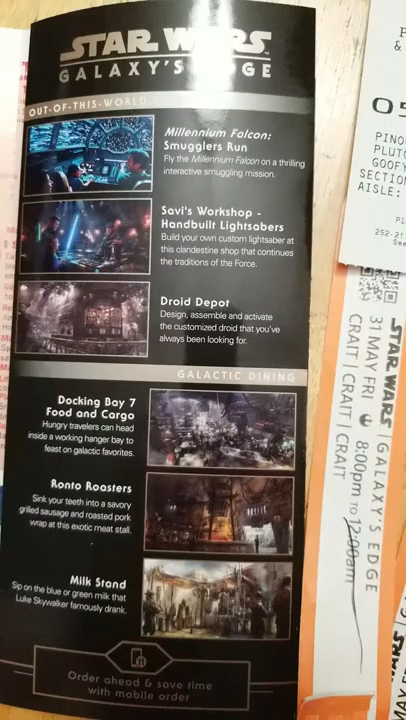 STAR WARS
GALAXY'S EDGE
OUT-OF-THIS-WORLD
Millennium Falcon:
Smugglers Run
Fly the Millennium Falcon on a thrilling
interactive smuggling mission.
Savi's Workshop -
Handbuilt Lightsabers
Build your own custom lightsaber at
this clandestine shop that continues
the traditions of the Force.
Droid Depot
Design, assemble and activate
the customized droid that you've
always been looking for.
GALACTIC DINING
Docking Bay 7
Food and Cargo
Hungry travelers can head
inside a working hanger bay to
feast on galactic favorites.
Ronto Roasters
Sink your teeth into a savory
grilled sausage and roasted pork
wrap at this exotic meat stall.
Milk Stand
Sip on the blue or green milk that
Luke Skywalker famously drank.
Order ahead & save time
with mobile order
&
PINO
PLUTO
GOOFY
SECTION
AISLE:
252-21
See
STAR WARS | GALAXY'S EDGE
31 MAY FRI 8:00pm TO 12:00am
CRAIT | CRAIT | CRAIT